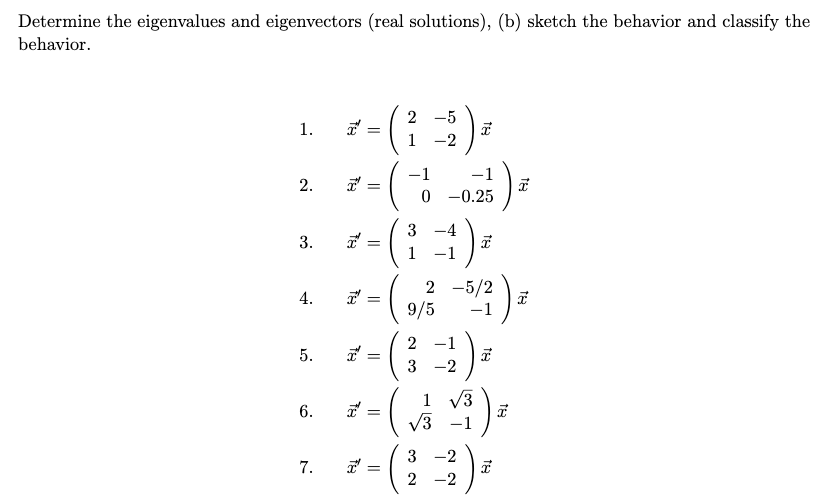 Determine the eigenvalues and eigenvectors (real solutions), (b) sketch the behavior and classify the
behavior.
1. x⃗′ = ( 2 −5 ; 1 −2 ) x⃗
2. x⃗′ = ( −1 −1 ; 0 −0.25 ) x⃗
3. x⃗′ = ( 3 −4 ; 1 −1 ) x⃗
4. x⃗′ = ( 2 −5/2 ; 9/5 −1 ) x⃗
5. x⃗′ = ( 2 −1 ; 3 −2 ) x⃗
6. x⃗′ = ( 1 √3 ; √3 −1 ) x⃗
7. x⃗′ = ( 3 −2 ; 2 −2 ) x⃗